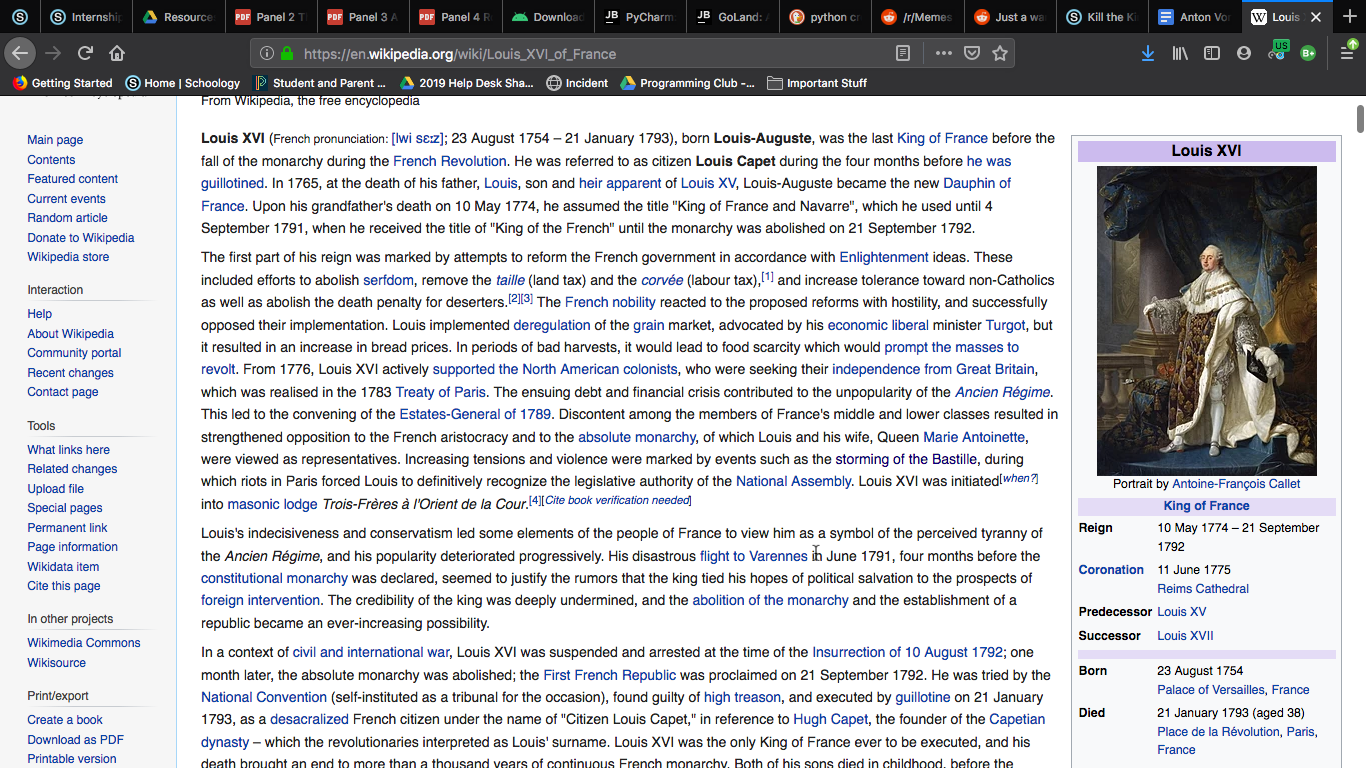 Internship
Resource
Panel 2 T
Panel 3 A
Panel 4 R
Download
PyCharm:
GoLand: A
python cr
/r/Memes
Just a wa
Kill the Ki
Anton Vor
Louis
https://en.wikipedia.org/wiki/Louis_XVI_of_France
US
B+
Getting Started
Home | Schoology
Student and Parent ...
2019 Help Desk Sha...
Incident
Programming Club -...
Important Stuff
From Wikipedia, the free encyclopedia
Main page
Contents
Featured content
Current events
Random article
Donate to Wikipedia
Wikipedia store
Interaction
Help
About Wikipedia
Community portal
Recent changes
Contact page
Tools
What links here
Related changes
Upload file
Special pages
Permanent link
Page information
Wikidata item
Cite this page
In other projects
Wikimedia Commons
Wikisource
Print/export
Create a book
Download as PDF
Printable version
Louis XVI (French pronunciation: [lwi sɛːz]; 23 August 1754 – 21 January 1793), born Louis-Auguste, was the last King of France before the
fall of the monarchy during the French Revolution. He was referred to as citizen Louis Capet during the four months before he was
guillotined. In 1765, at the death of his father, Louis, son and heir apparent of Louis XV, Louis-Auguste became the new Dauphin of
France. Upon his grandfather's death on 10 May 1774, he assumed the title "King of France and Navarre", which he used until 4
September 1791, when he received the title of "King of the French" until the monarchy was abolished on 21 September 1792.
The first part of his reign was marked by attempts to reform the French government in accordance with Enlightenment ideas. These
included efforts to abolish serfdom, remove the taille (land tax) and the corvée (labour tax),[1] and increase tolerance toward non-Catholics
as well as abolish the death penalty for deserters.[2][3] The French nobility reacted to the proposed reforms with hostility, and successfully
opposed their implementation. Louis implemented deregulation of the grain market, advocated by his economic liberal minister Turgot, but
it resulted in an increase in bread prices. In periods of bad harvests, it would lead to food scarcity which would prompt the masses to
revolt. From 1776, Louis XVI actively supported the North American colonists, who were seeking their independence from Great Britain,
which was realised in the 1783 Treaty of Paris. The ensuing debt and financial crisis contributed to the unpopularity of the Ancien Régime.
This led to the convening of the Estates-General of 1789. Discontent among the members of France's middle and lower classes resulted in
strengthened opposition to the French aristocracy and to the absolute monarchy, of which Louis and his wife, Queen Marie Antoinette,
were viewed as representatives. Increasing tensions and violence were marked by events such as the storming of the Bastille, during
which riots in Paris forced Louis to definitively recognize the legislative authority of the National Assembly. Louis XVI was initiated[when?]
into masonic lodge Trois-Frères à l'Orient de la Cour.[4][Cite book verification needed]
Louis's indecisiveness and conservatism led some elements of the people of France to view him as a symbol of the perceived tyranny of
the Ancien Régime, and his popularity deteriorated progressively. His disastrous flight to Varennes in June 1791, four months before the
constitutional monarchy was declared, seemed to justify the rumors that the king tied his hopes of political salvation to the prospects of
foreign intervention. The credibility of the king was deeply undermined, and the abolition of the monarchy and the establishment of a
republic became an ever-increasing possibility.
In a context of civil and international war, Louis XVI was suspended and arrested at the time of the Insurrection of 10 August 1792; one
month later, the absolute monarchy was abolished; the First French Republic was proclaimed on 21 September 1792. He was tried by the
National Convention (self-instituted as a tribunal for the occasion), found guilty of high treason, and executed by guillotine on 21 January
1793, as a desacralized French citizen under the name of "Citizen Louis Capet," in reference to Hugh Capet, the founder of the Capetian
dynasty – which the revolutionaries interpreted as Louis' surname. Louis XVI was the only King of France ever to be executed, and his
death brought an end to more than a thousand years of continuous French monarchy. Both of his sons died in childhood, before the
Louis XVI
Portrait by Antoine-François Callet
King of France
Reign 10 May 1774 – 21 September
1792
Coronation 11 June 1775
Reims Cathedral
Predecessor Louis XV
Successor Louis XVII
Born 23 August 1754
Palace of Versailles, France
Died 21 January 1793 (aged 38)
Place de la Révolution, Paris,
France